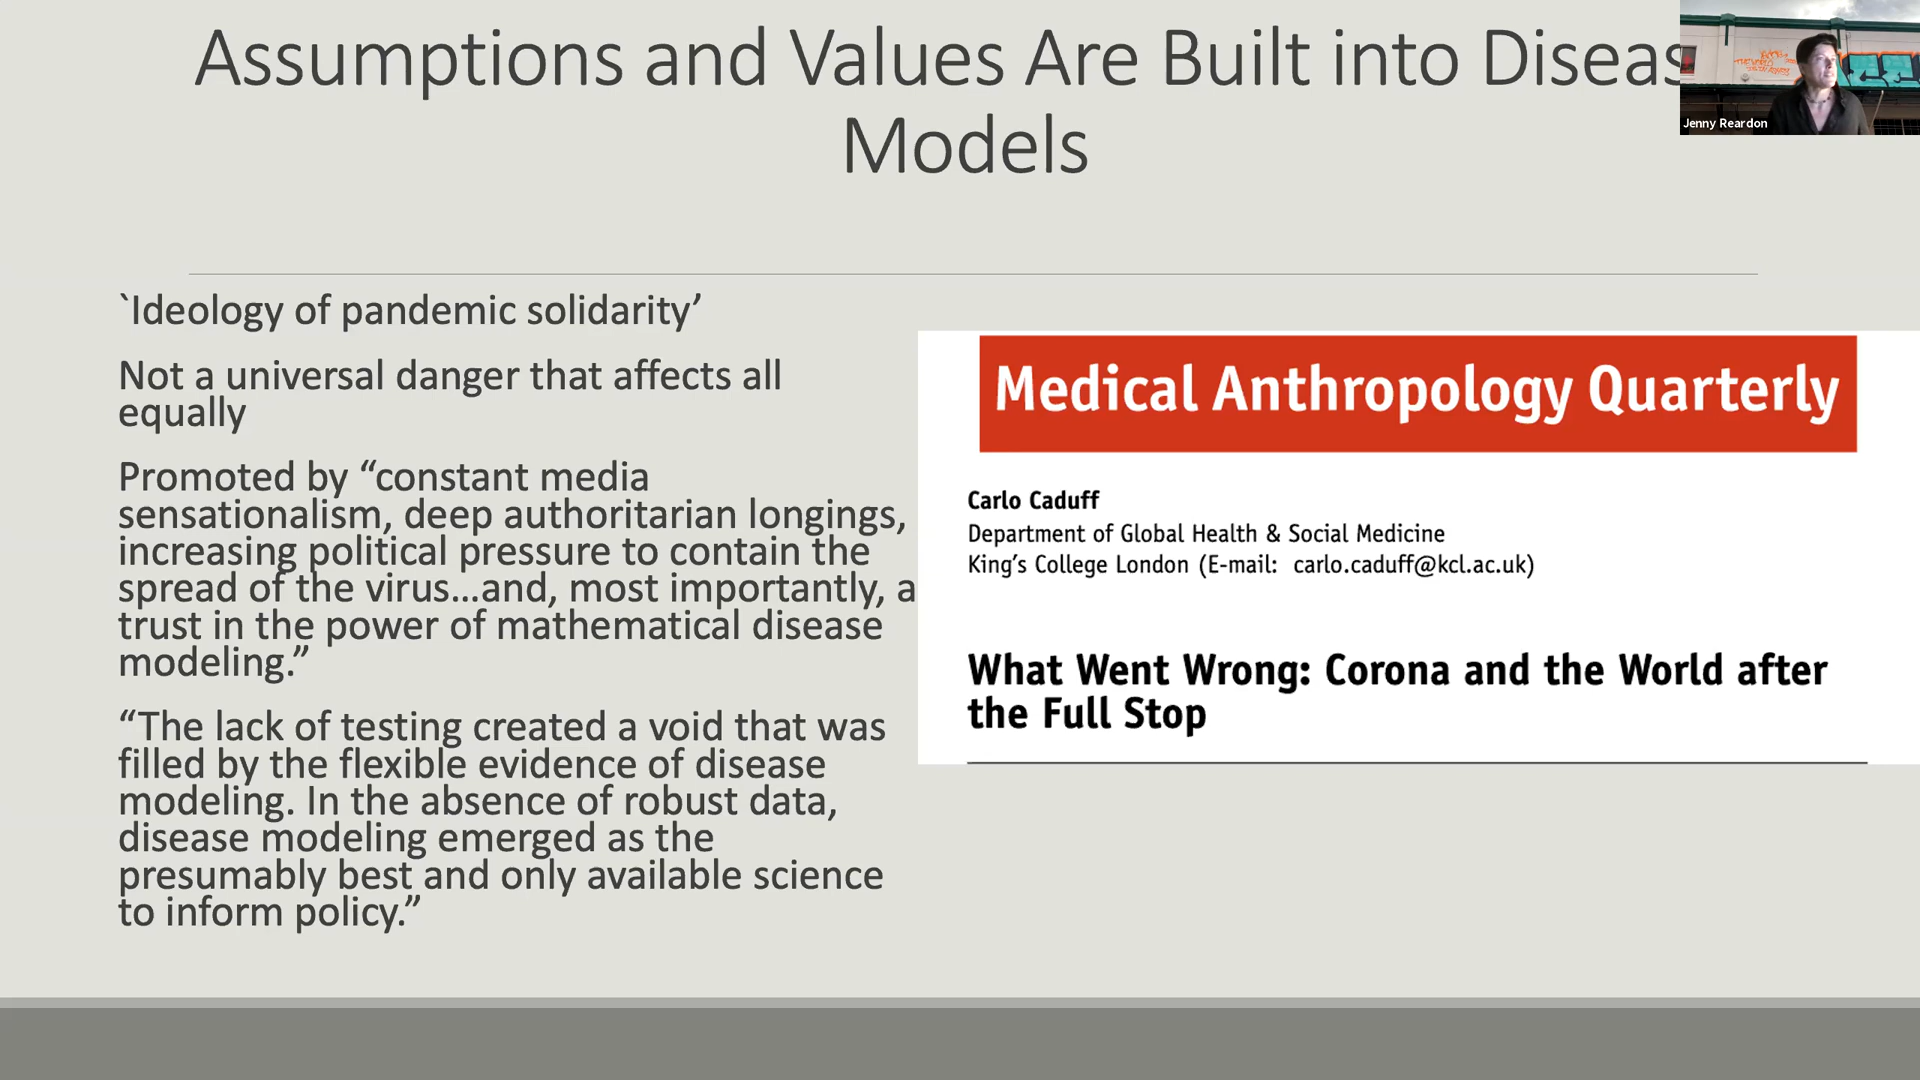 Assumptions and Values Are Built into Diseas
Models
Jenny Reardon
`Ideology of pandemic solidarity’
Not a universal danger that affects all
equally
Promoted by “constant media
sensationalism, deep authoritarian longings,
increasing political pressure to contain the
spread of the virus…and, most importantly, a
trust in the power of mathematical disease
modeling.”
“The lack of testing created a void that was
filled by the flexible evidence of disease
modeling. In the absence of robust data,
disease modeling emerged as the
presumably best and only available science
to inform policy.”
Medical Anthropology Quarterly
Carlo Caduff
Department of Global Health & Social Medicine
King’s College London (E-mail: carlo.caduff@kcl.ac.uk)
What Went Wrong: Corona and the World after
the Full Stop